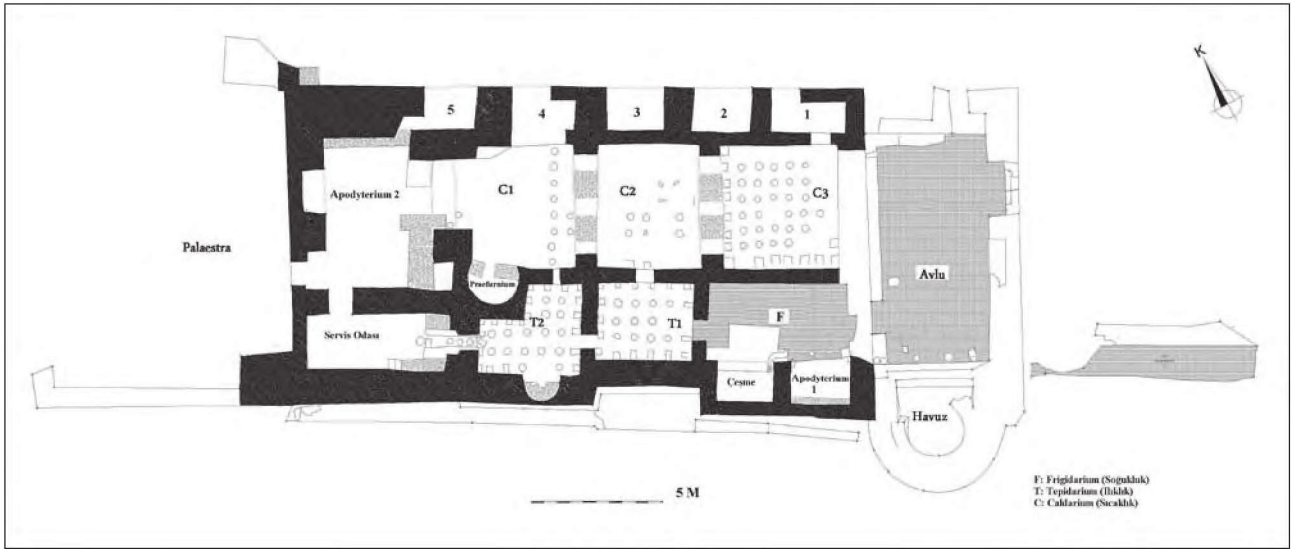 K
5
4
3
2
1
Apodyterium 2
C1
C2
C3
Palaestra
Avlu
Praefurnium
T2
T1
F
Servis Odası
Çeşme
Apodyterium
1
Havuz
5 M
F: Frigidarium (Soğukluk)
T: Tepidarium (Ilıklık)
C: Caldarium (Sıcaklık)